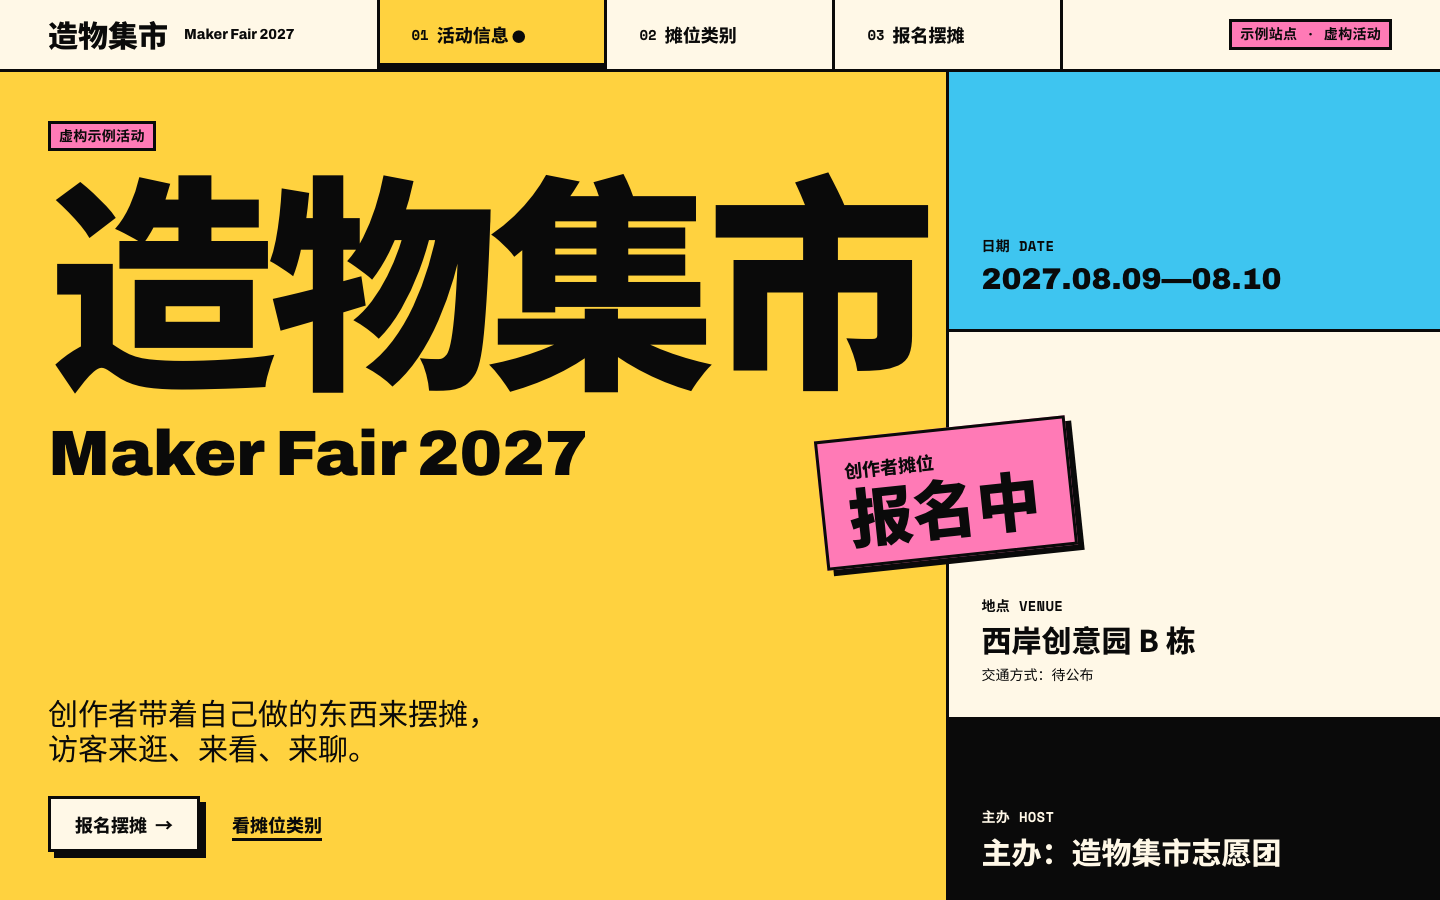 造物集市 Maker Fair 2027
01 活动信息
02 摊位类别
03 报名摆摊
示例站点 · 虚构活动
虚构示例活动
造物集市
Maker Fair 2027
创作者带着自己做的东西来摆摊，
访客来逛、来看、来聊。
报名摆摊 →
看摊位类别
日期 DATE
2027.08.09—08.10
创作者摊位
报名中
地点 VENUE
西岸创意园 B 栋
交通方式：待公布
主办 HOST
主办：造物集市志愿团